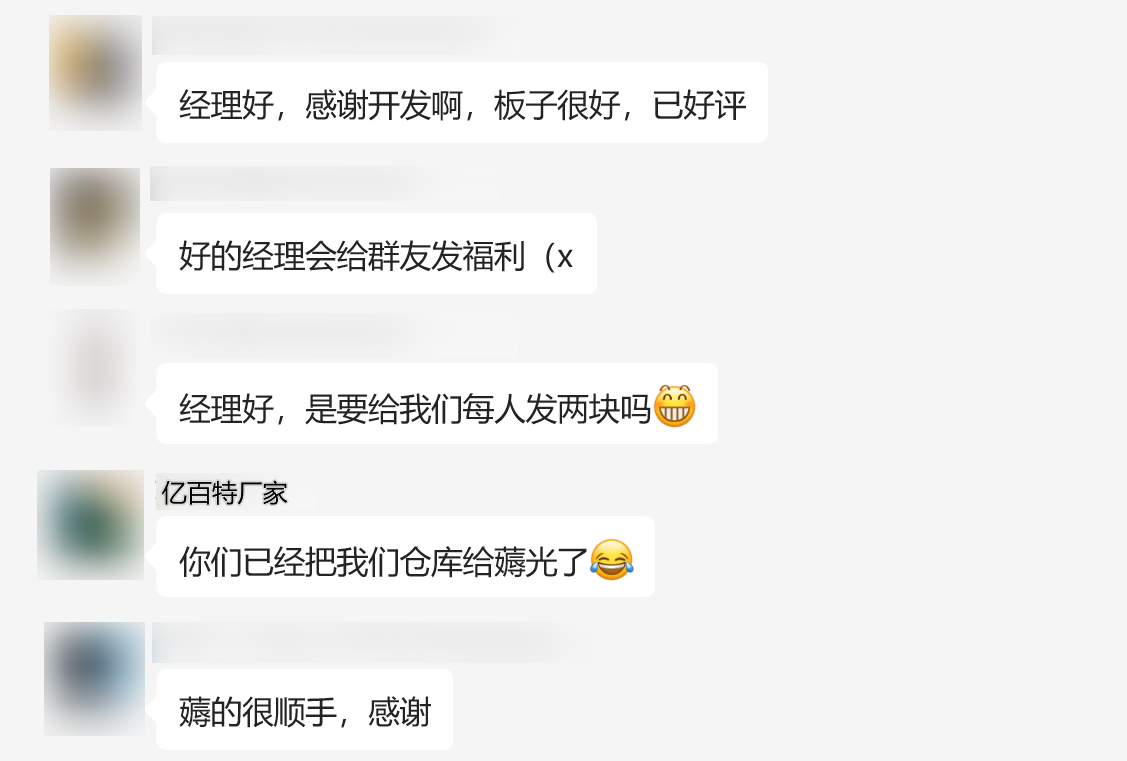 经理好，感谢开发啊，板子很好，已好评
好的经理会给群友发福利（x
经理好，是要给我们每人发两块吗😁
亿百特厂家
你们已经把我们仓库给薅光了😂
薅的很顺手，感谢